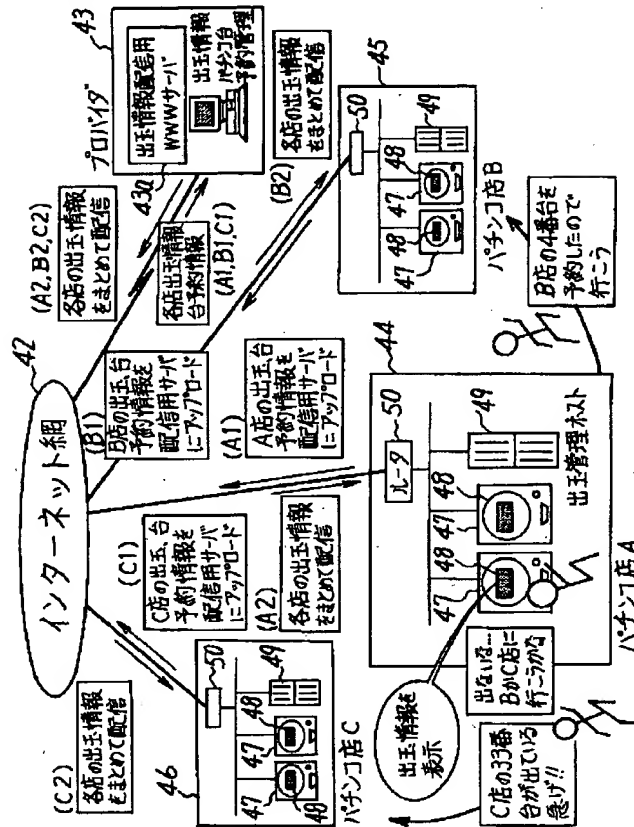 インターネット網
42
プロバイダ
43
出玉情報配信用
WWWサーバ
出玉情報
パチンコ台
予約管理
430
(A2,B2,C2)
各店の出玉情報
をまとめて配信
各店出玉情報
台予約情報
(A1,B1,C1)
(B1)
B店の出玉、台
予約情報を
配信用サーバ
にアップロード
(B2)
各店の出玉情報
をまとめて配信
(A1)
A店の出玉、台
予約情報を
配信用サーバ
にアップロード
(C1)
C店の出玉、台
予約情報を
配信用サーバ
にアップロード
(A2)
各店の出玉情報
をまとめて配信
(C2)
各店の出玉情報
をまとめて配信
46
50
49
48
47
47
48
パチンコ店C
45
50
49
48
47
48
47
パチンコ店B
44
50
ルータ
49
48
47
48
47
出玉管理ホスト
パチンコ店A
出玉情報を
表示
出ないな…
BかC店に
行こうかな
C店の33番
台が出ている
急げ!!
B店の4番台を
予約したので
行こう